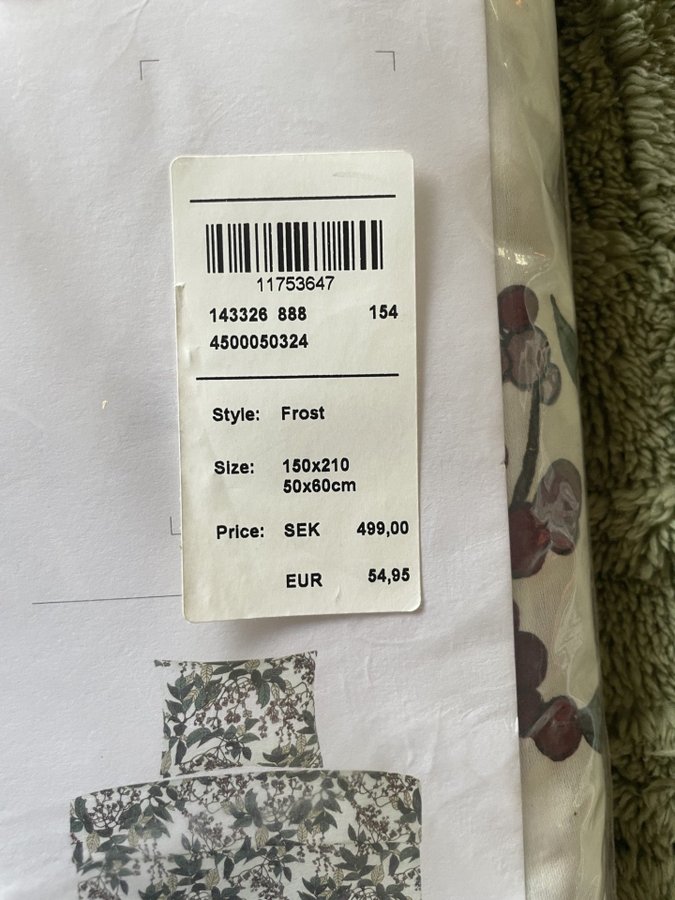 11753647
143326 888 154
4500050324
Style: Frost
Size: 150x210
50x60cm
Price: SEK 499,00
EUR 54,95